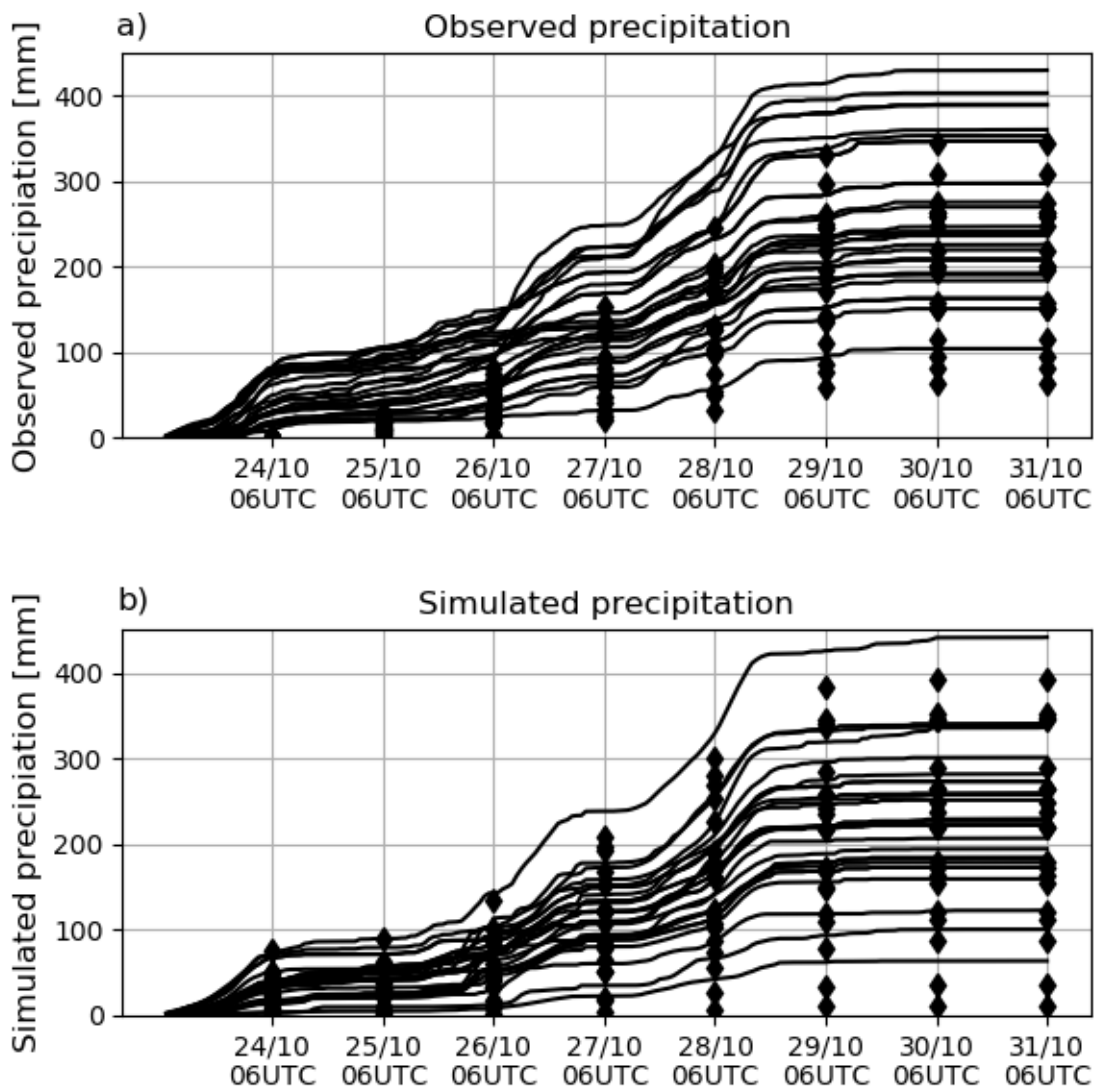 a)
Observed precipitation
Observed precipiation [mm]
400
300
200
100
0
24/10 25/10 26/10 27/10 28/10 29/10 30/10 31/10
06UTC 06UTC 06UTC 06UTC 06UTC 06UTC 06UTC 06UTC
b)
Simulated precipitation
Simulated precipiation [mm]
400
300
200
100
0
24/10 25/10 26/10 27/10 28/10 29/10 30/10 31/10
06UTC 06UTC 06UTC 06UTC 06UTC 06UTC 06UTC 06UTC